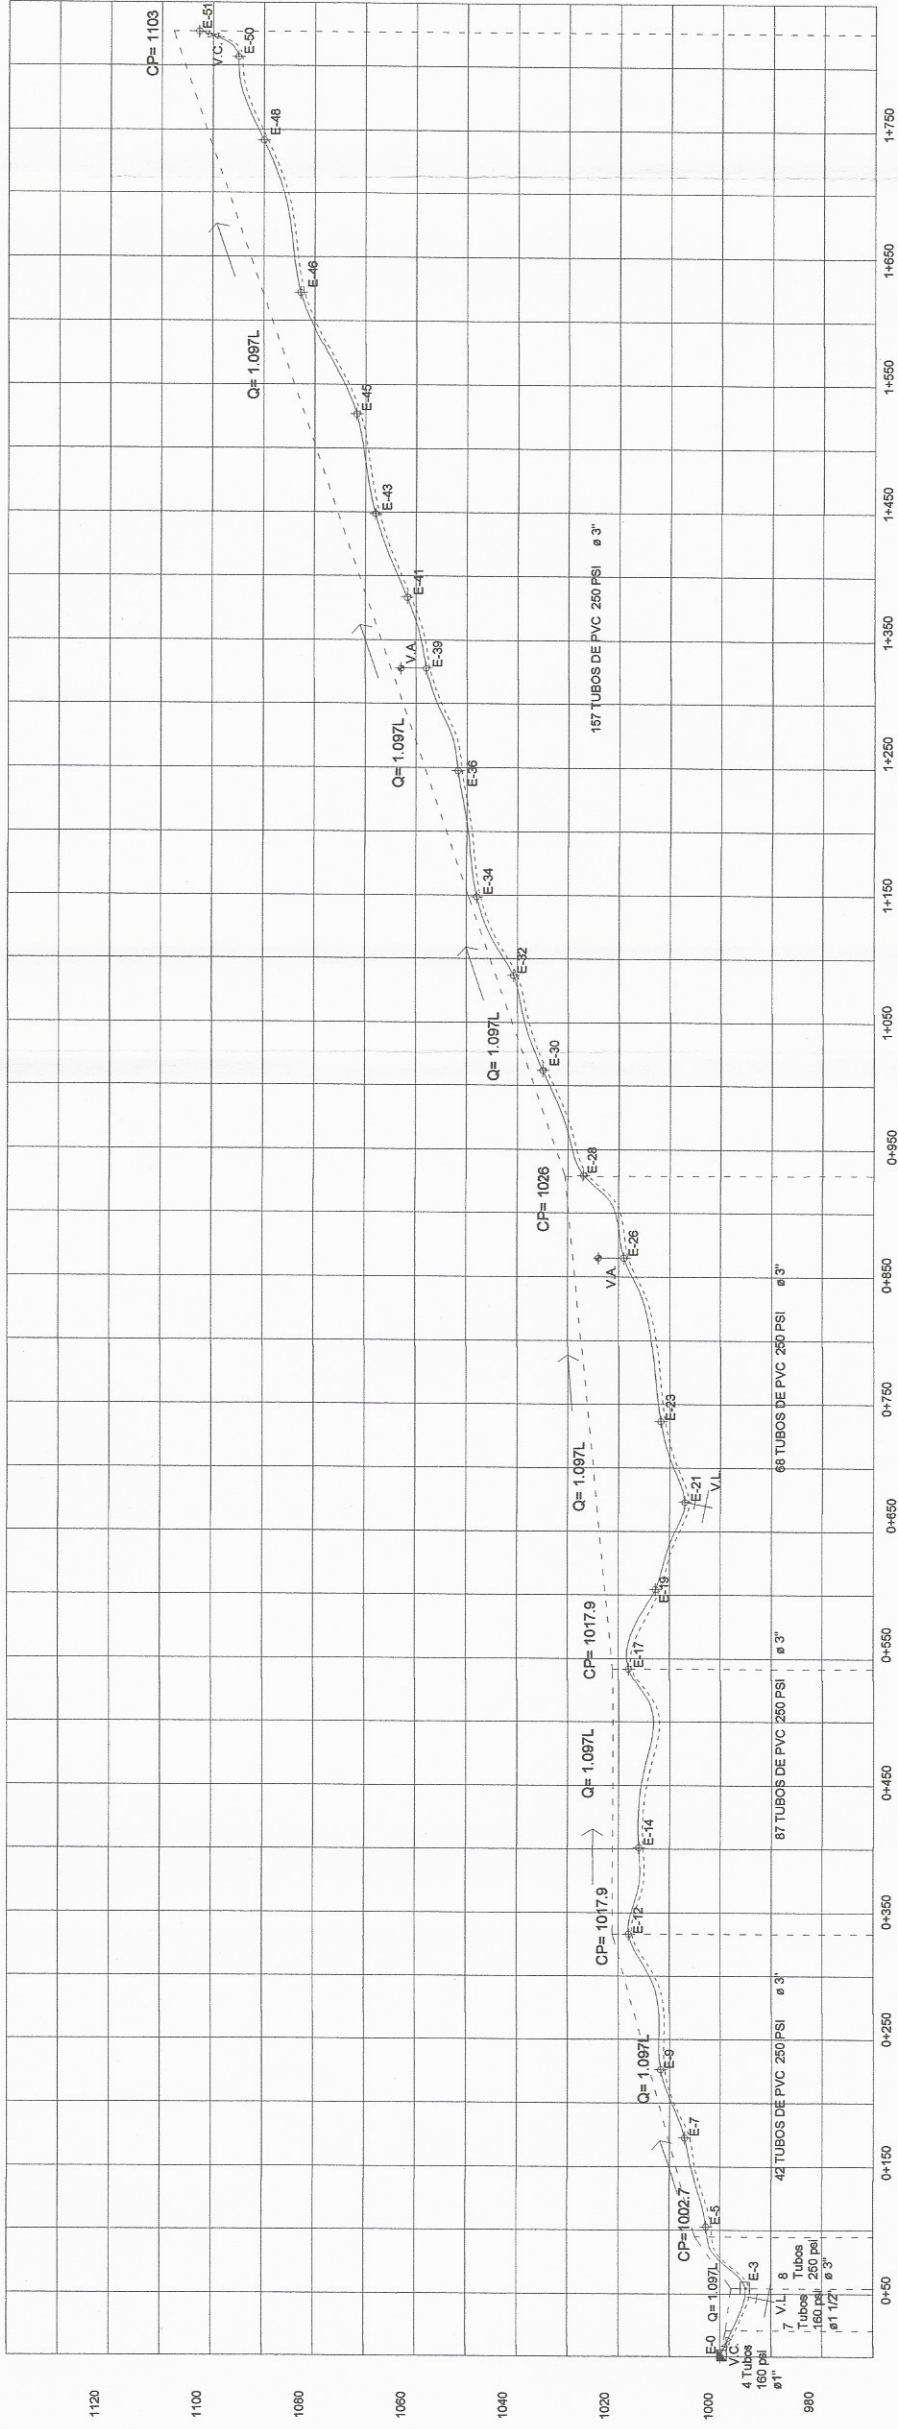 1120
1100
1080
1060
1040
1020
1000
980
0+50
0+150
0+250
0+350
0+450
0+550
0+650
0+750
0+850
0+950
1+050
1+150
1+250
1+350
1+450
1+550
1+650
1+750
E-0
V.C.
4 Tubos
160 psi
ø1"
Q= 1.097L
E-3
V.L.
7
Tubos
160 psi
ø1 1/2"
8
Tubos
250 psi
ø 3"
CP=1002.7
E-5
E-7
Q= 1.097L
E-9
42 TUBOS DE PVC 250 PSI ø 3"
CP= 1017.9
E-12
E-14
Q= 1.097L
87 TUBOS DE PVC 250 PSI ø 3"
CP= 1017.9
E-17
E-19
E-21
V.L.
Q= 1.097L
E-23
68 TUBOS DE PVC 250 PSI ø 3"
V.A.
E-26
CP= 1026
E-28
E-30
Q= 1.097L
E-32
E-34
E-36
Q= 1.097L
V.A
E-39
E-41
157 TUBOS DE PVC 250 PSI ø 3"
E-43
E-45
Q= 1.097L
E-46
E-48
CP= 1103
V.C.
E-50
E-51